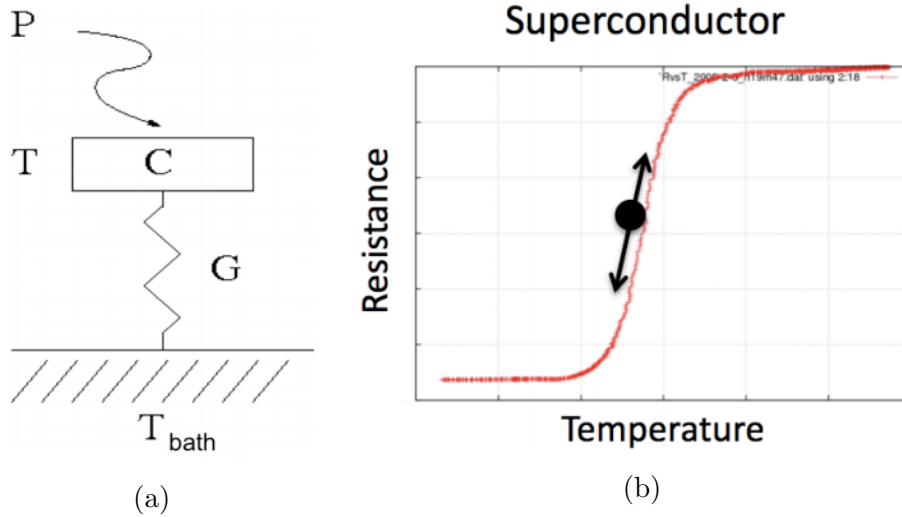 P
T
C
G
T bath
(a)
Superconductor
Resistance
Temperature
(b)